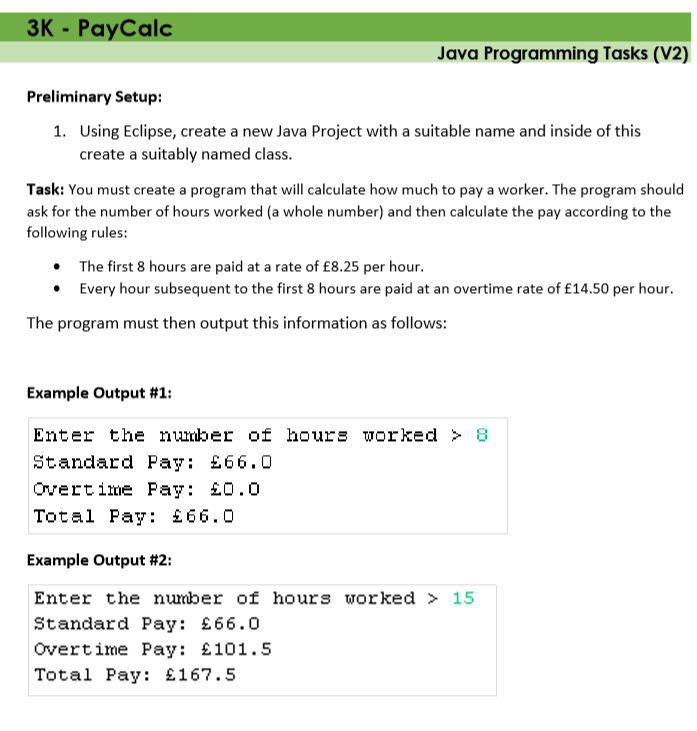 3K - PayCalc
Java Programming Tasks (V2)
Preliminary Setup:
1. Using Eclipse, create a new Java Project with a suitable name and inside of this
create a suitably named class.
Task: You must create a program that will calculate how much to pay a worker. The program should
ask for the number of hours worked (a whole number) and then calculate the pay according to the
following rules:
• The first 8 hours are paid at a rate of £8.25 per hour.
• Every hour subsequent to the first 8 hours are paid at an overtime rate of £14.50 per hour.
The program must then output this information as follows:
Example Output #1:
Enter the number of hours worked > 8
Standard Pay: £66.0
Overtime Pay: £0.0
Total Pay: £66.0
Example Output #2:
Enter the number of hours worked > 15
Standard Pay: £66.0
Overtime Pay: £101.5
Total Pay: £167.5